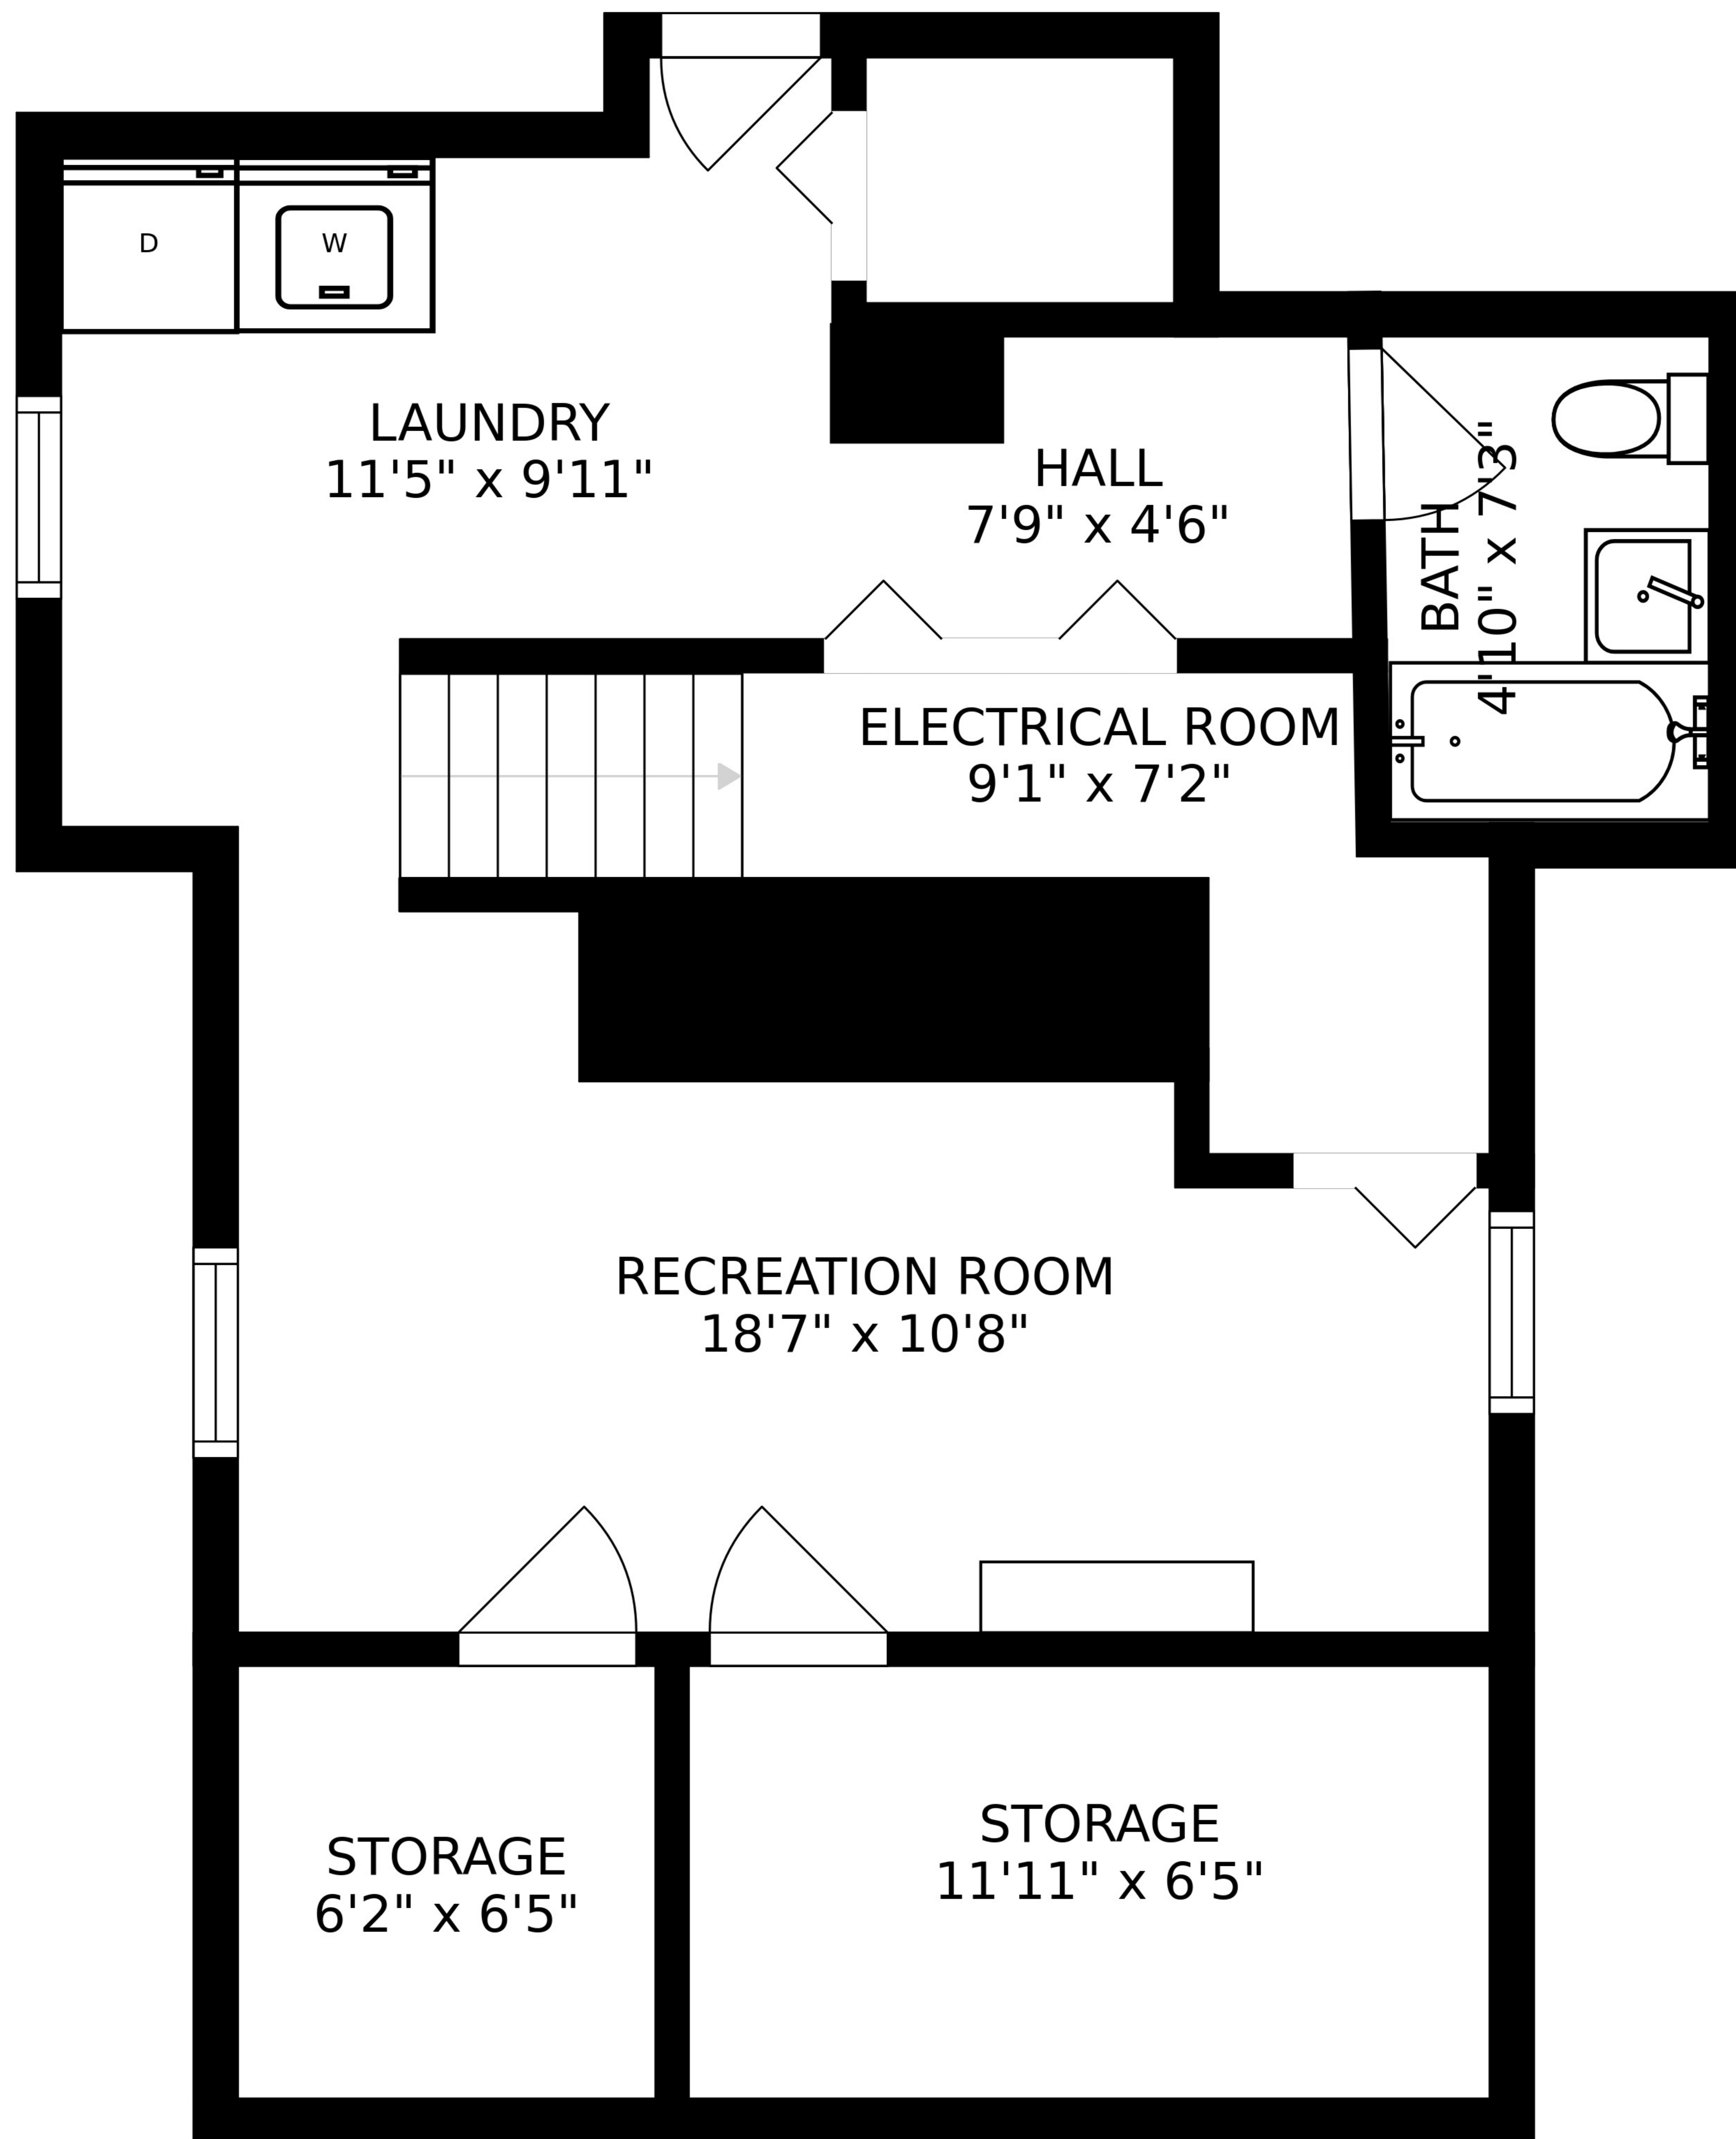 D
W
LAUNDRY
11'5" x 9'11"
HALL
7'9" x 4'6"
BATH
4'10" x 7'3"
ELECTRICAL ROOM
9'1" x 7'2"
RECREATION ROOM
18'7" x 10'8"
STORAGE
6'2" x 6'5"
STORAGE
11'11" x 6'5"